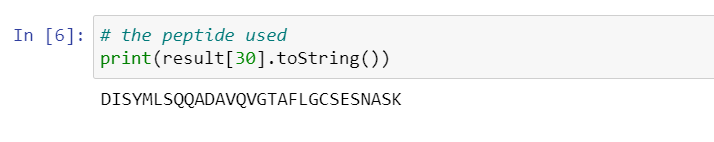 In [6]: # the peptide used
print(result[30].toString())
DISYMLSQQADAVQVGTAFLGCSESNASK